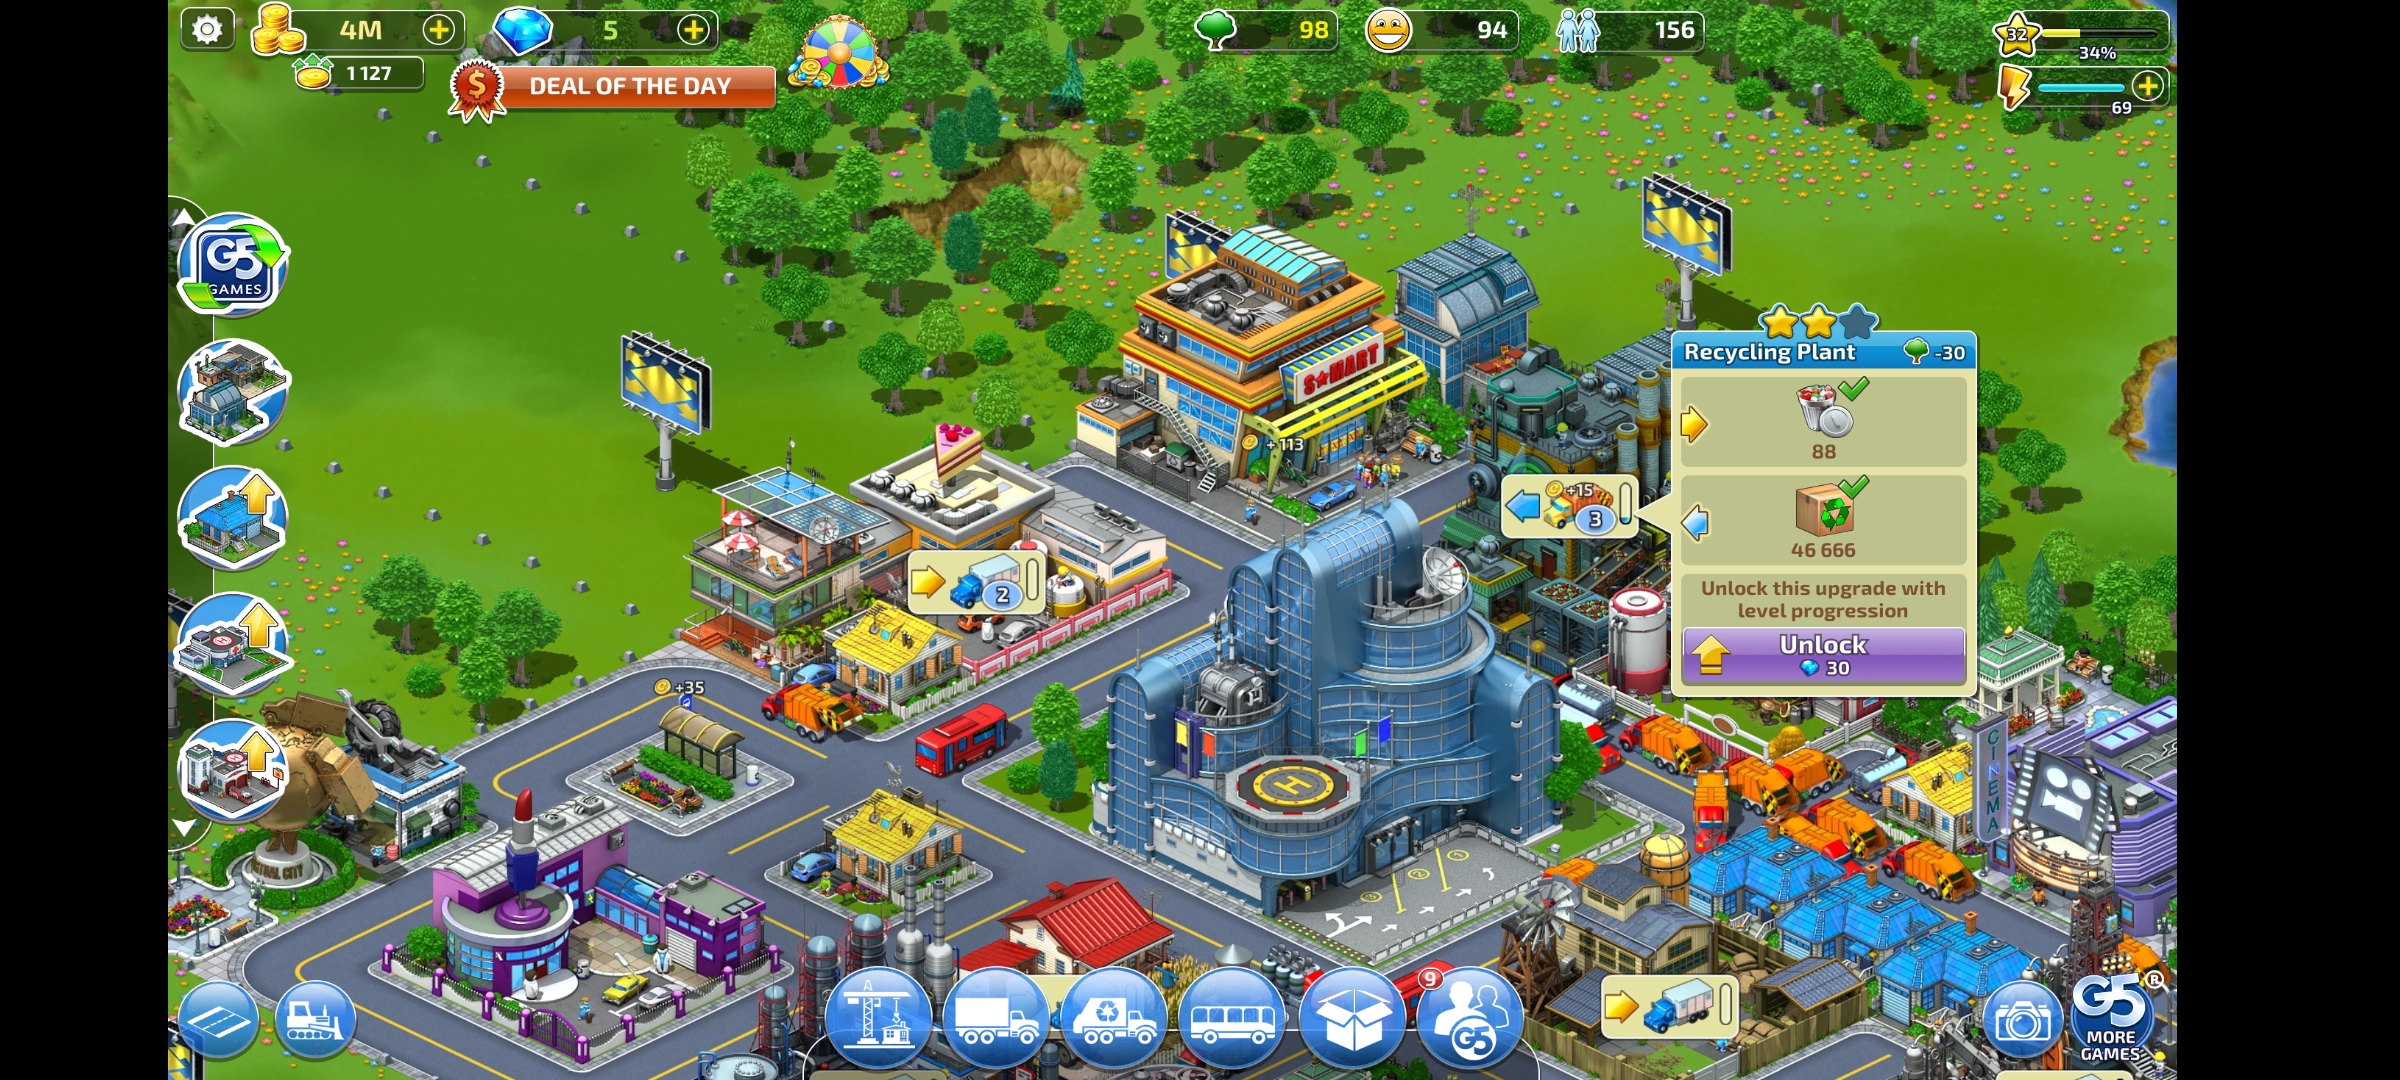 4M
5
98
94
156
32
34%
1 127
DEAL OF THE DAY
69
G5
GAMES
S★MART
+113
Recycling Plant
-30
88
+15
3
46 666
Unlock this upgrade with
level progression
Unlock
30
2
+35
H
CINEMA
9
G5
G5
®
MORE
GAMES